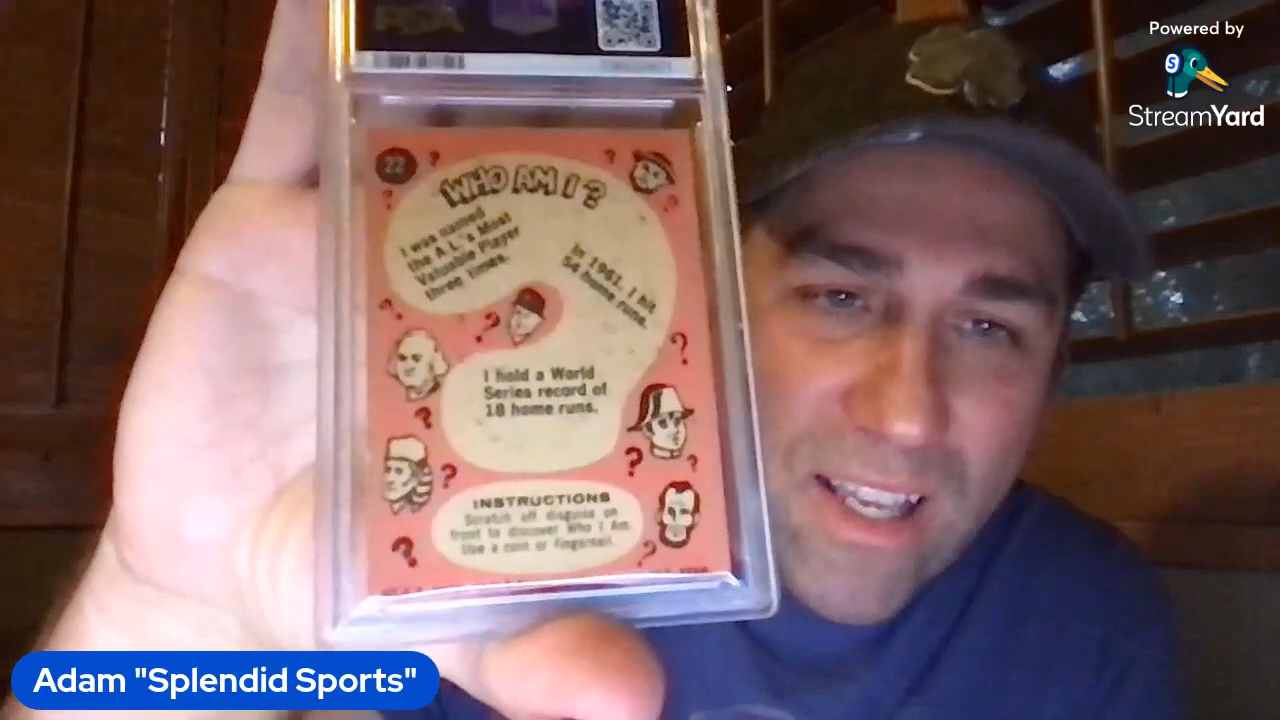 Powered by
StreamYard
22
WHO AM I?
I was named
the A.L.'s Most
Valuable Player
three times.
In 1961, I hit
54 home runs.
I hold a World
Series record of
18 home runs.
INSTRUCTIONS
Scratch off disguise on
front to discover Who I Am.
Use a coin or fingernail.
Adam "Splendid Sports"